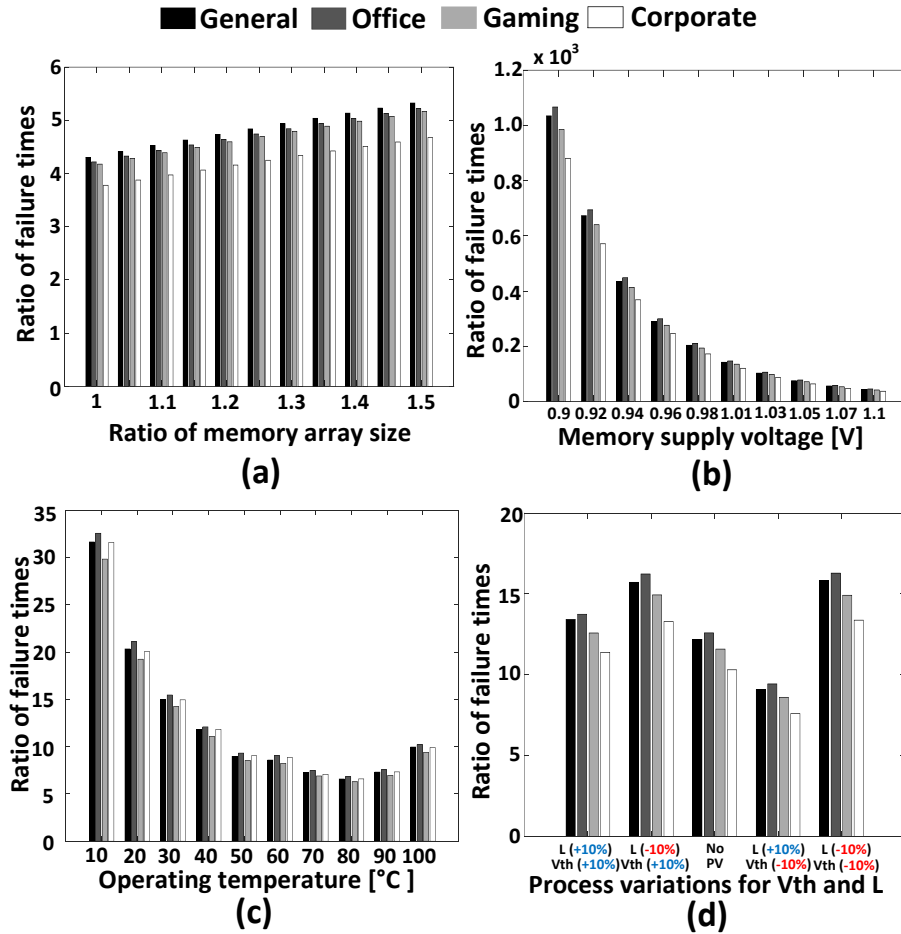 General Office Gaming Corporate
Ratio of failure times
6
5
4
3
2
1
0
1 1.1 1.2 1.3 1.4 1.5
Ratio of memory array size
(a)
x 10³
Ratio of failure times
1.2
1.0
0.8
0.6
0.4
0.2
0
0.9 0.92 0.94 0.96 0.98 1.01 1.03 1.05 1.07 1.1
Memory supply voltage [V]
(b)
Ratio of failure times
35
30
25
20
15
10
5
0
10 20 30 40 50 60 70 80 90 100
Operating temperature [°C ]
(c)
Ratio of failure times
20
15
10
5
0
L (+10%) L (-10%) No L (+10%) L (-10%)
Vth (+10%) Vth (+10%) PV Vth (-10%) Vth (-10%)
Process variations for Vth and L
(d)